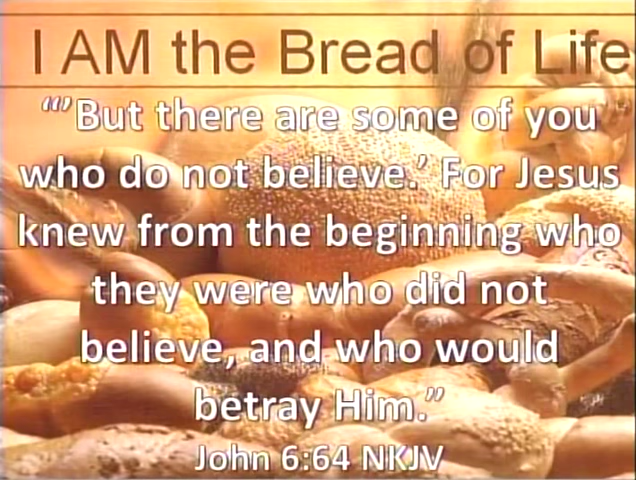 I AM the Bread of Life
“‘”But there are some of you
who do not believe.’ For Jesus
knew from the beginning who
they were who did not
believe, and who would
betray Him.”
John 6:64 NKJV